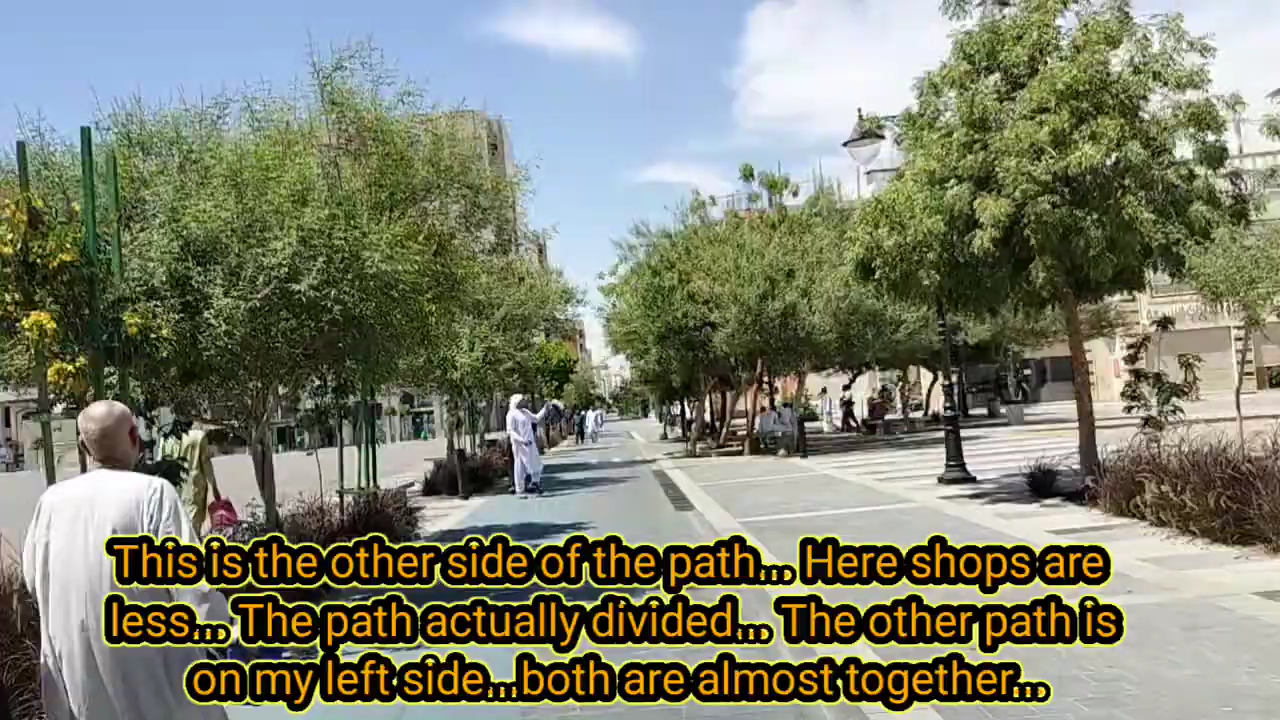 This is the other side of the path... Here shops are
less... The path actually divided... The other path is
on my left side...both are almost together...